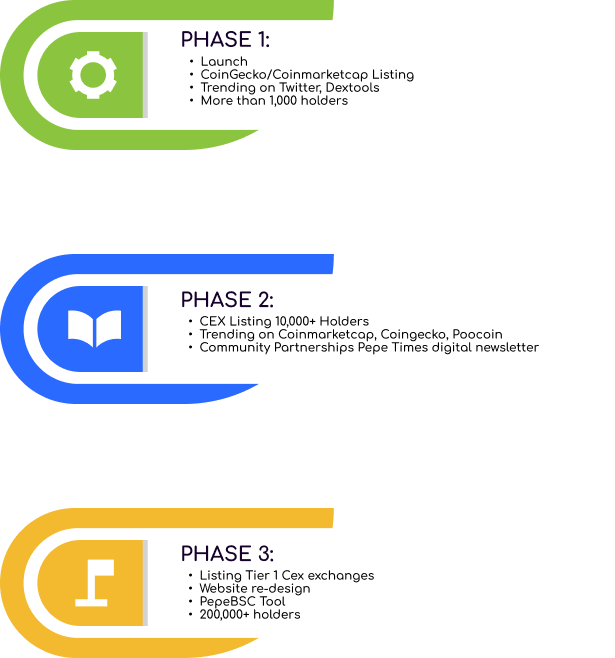 PHASE 1:
• Launch
• CoinGecko/Coinmarketcap Listing
• Trending on Twitter, Dextools
• More than 1,000 holders
PHASE 2:
• CEX Listing 10,000+ Holders
• Trending on Coinmarketcap, Coingecko, Poocoin
• Community Partnerships Pepe Times digital newsletter
PHASE 3:
• Listing Tier 1 Cex exchanges
• Website re-design
• PepeBSC Tool
• 200,000+ holders